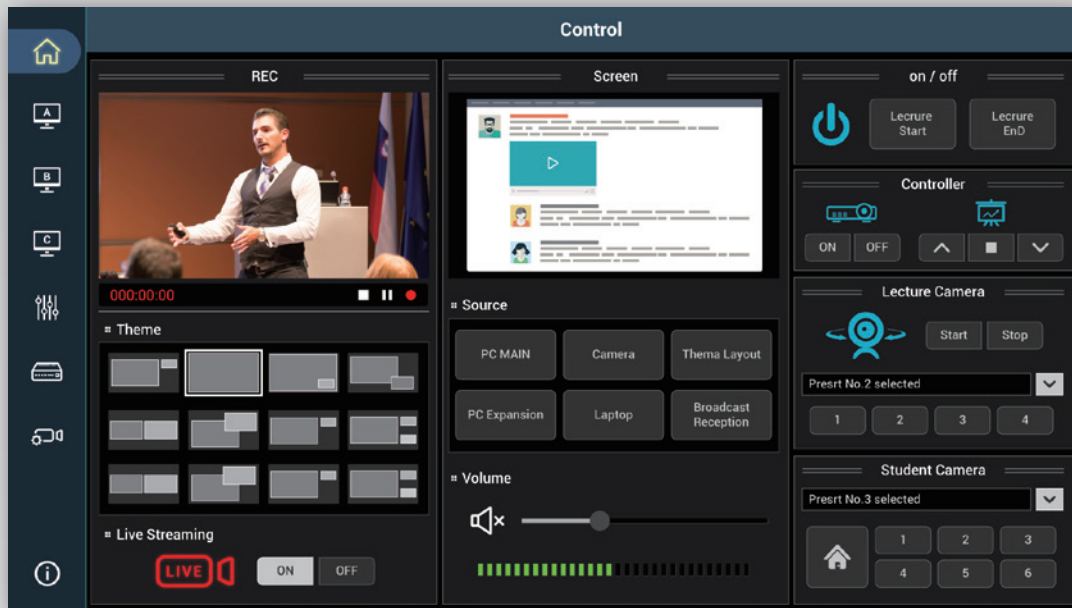 Control
A
B
C
REC
000:00:00
Theme
Live Streaming
LIVE
ON
OFF
Screen
Source
PC MAIN
Camera
Thema Layout
PC Expansion
Laptop
Broadcast
Reception
Volume
on / off
Lecrure
Start
Lecrure
EnD
Controller
ON
OFF
Lecture Camera
Start
Stop
Presrt No.2 selected
1
2
3
4
Student Camera
Presrt No.3 selected
1
2
3
4
5
6